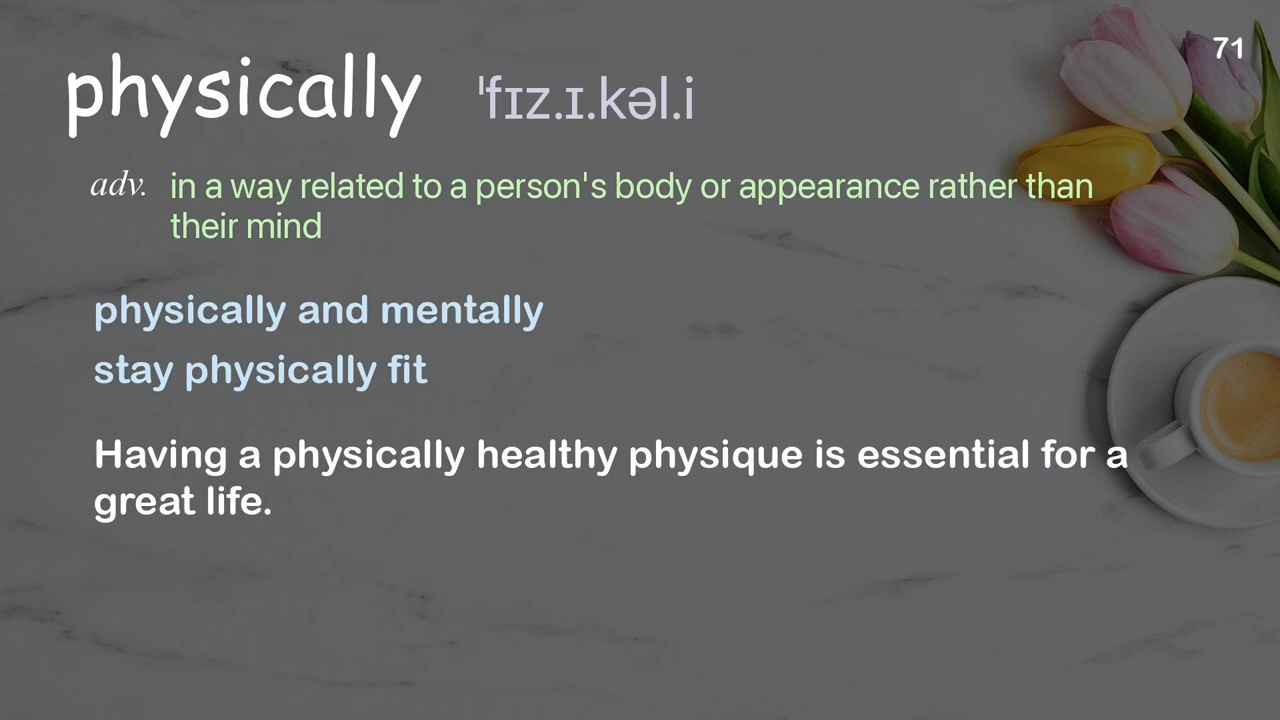 71
physically ˈfɪz.ɪ.kəl.i
adv. in a way related to a person's body or appearance rather than
their mind
physically and mentally
stay physically fit
Having a physically healthy physique is essential for a
great life.